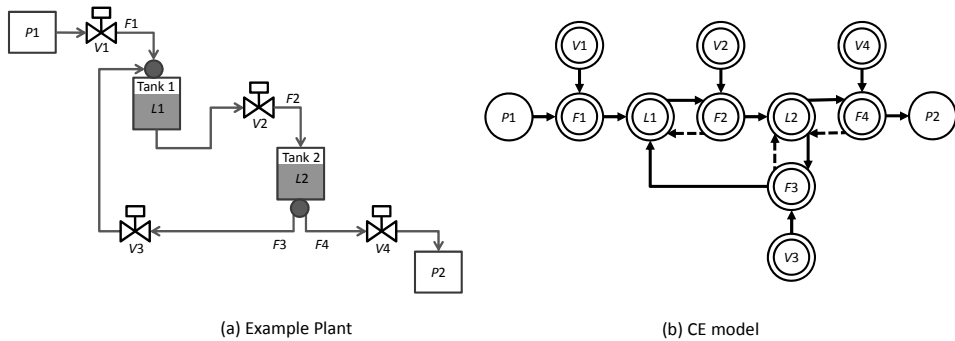 P1
V1
F1
Tank 1
L1
V2
F2
Tank 2
L2
V3
F3
F4
V4
P2
(a) Example Plant
V1
V2
V4
P1
F1
L1
F2
L2
F4
P2
F3
V3
(b) CE model